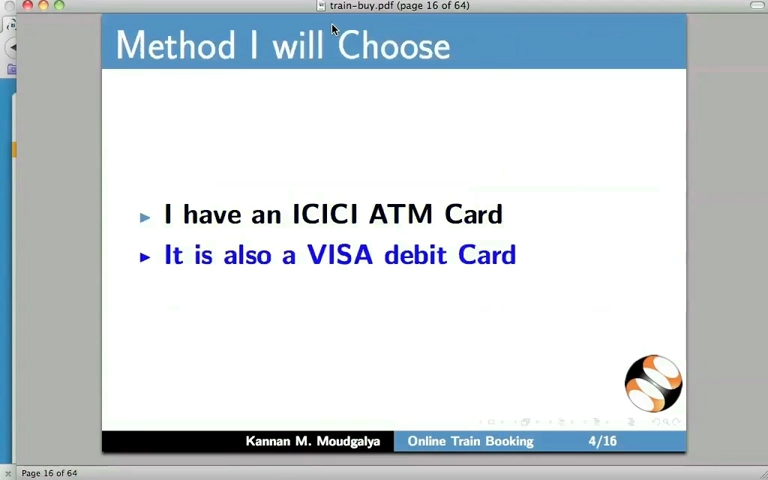 train-buy.pdf (page 16 of 64)
Method I will Choose
I have an ICICI ATM Card
It is also a VISA debit Card
Kannan M. Moudgalya Online Train Booking 4/16
Page 16 of 64